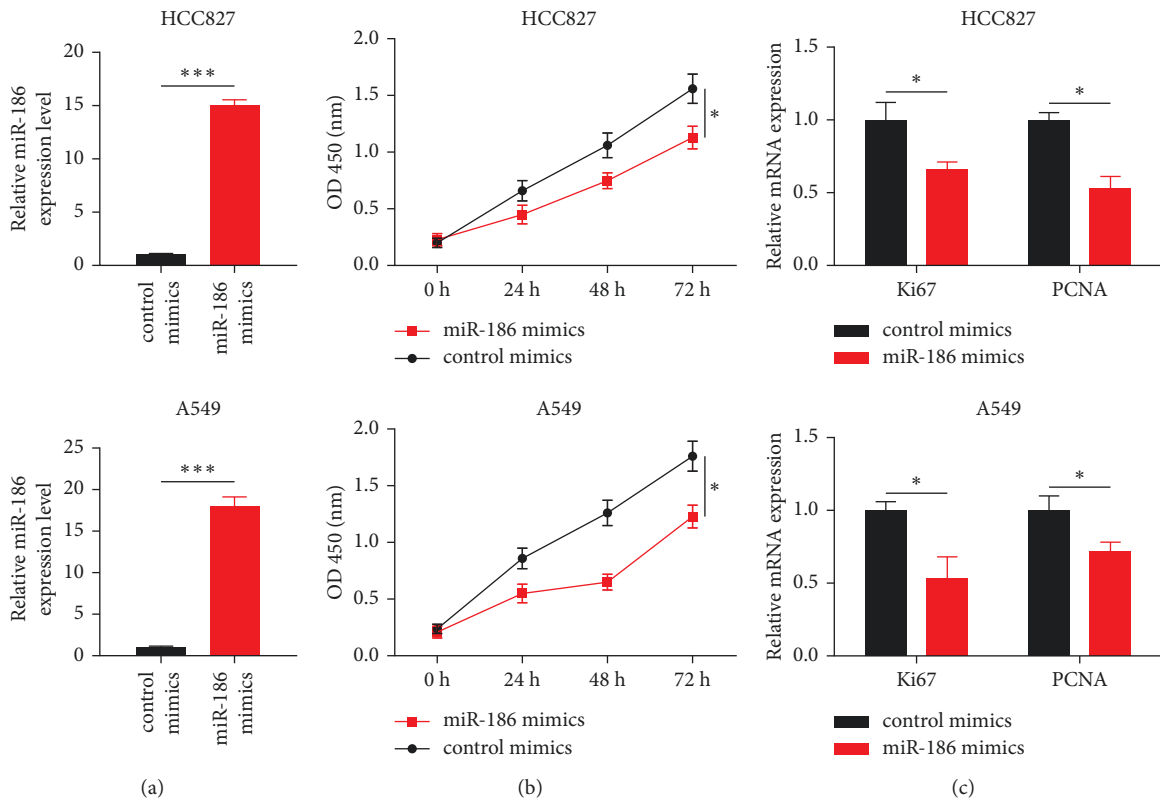 HCC827
Relative miR-186
expression level
20
15
10
5
0
***
control
mimics
miR-186
mimics
HCC827
OD 450 (nm)
2.0
1.5
1.0
0.5
0.0
*
0 h
24 h
48 h
72 h
miR-186 mimics
control mimics
HCC827
Relative mRNA expression
1.5
1.0
0.5
0.0
*
*
Ki67
PCNA
control mimics
miR-186 mimics
A549
Relative miR-186
expression level
25
20
15
10
5
0
***
control
mimics
miR-186
mimics
(a)
A549
OD 450 (nm)
2.0
1.5
1.0
0.5
0.0
*
0 h
24 h
48 h
72 h
miR-186 mimics
control mimics
(b)
A549
Relative mRNA expression
1.5
1.0
0.5
0.0
*
*
Ki67
PCNA
control mimics
miR-186 mimics
(c)